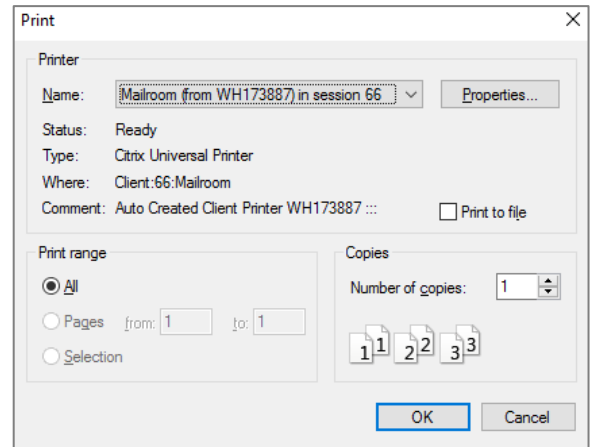 Print
Printer
Name: Mailroom (from WH173887) in session 66 Properties...
Status: Ready
Type: Citrix Universal Printer
Where: Client:66:Mailroom
Comment: Auto Created Client Printer WH173887 ::: Print to file
Print range
All
Pages from: 1 to: 1
Selection
Copies
Number of copies: 1
1 1 2 2 3 3
OK Cancel